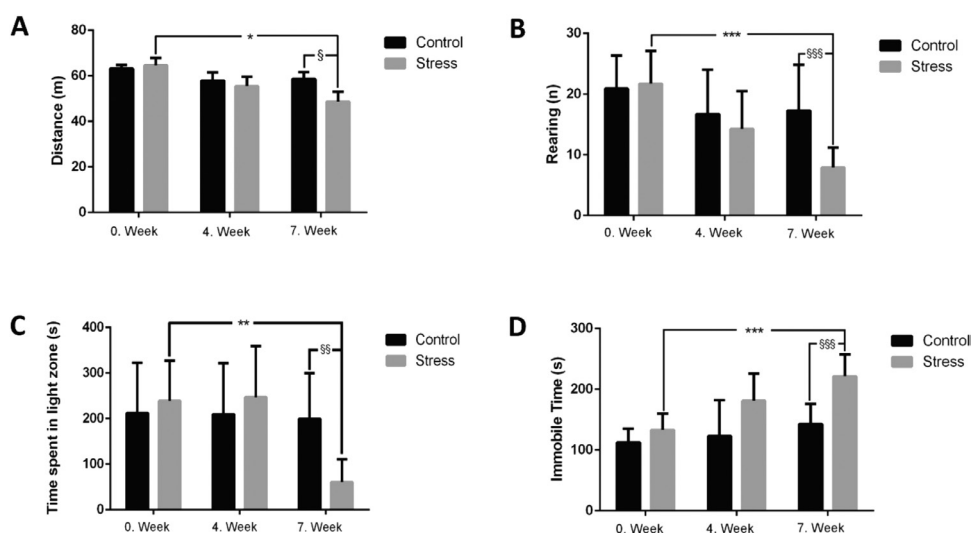 A
Distance (m)
80
60
40
20
0
*
§
Control
Stress
0. Week
4. Week
7. Week
B
Rearing (n)
30
20
10
0
***
§§§
Control
Stress
0. Week
4. Week
7. Week
C
Time spent in light zone (s)
400
300
200
100
0
**
§§
Control
Stress
0. Week
4. Week
7. Week
D
Immobile Time (s)
300
200
100
0
***
§§§
Control
Stress
0. Week
4. Week
7. Week